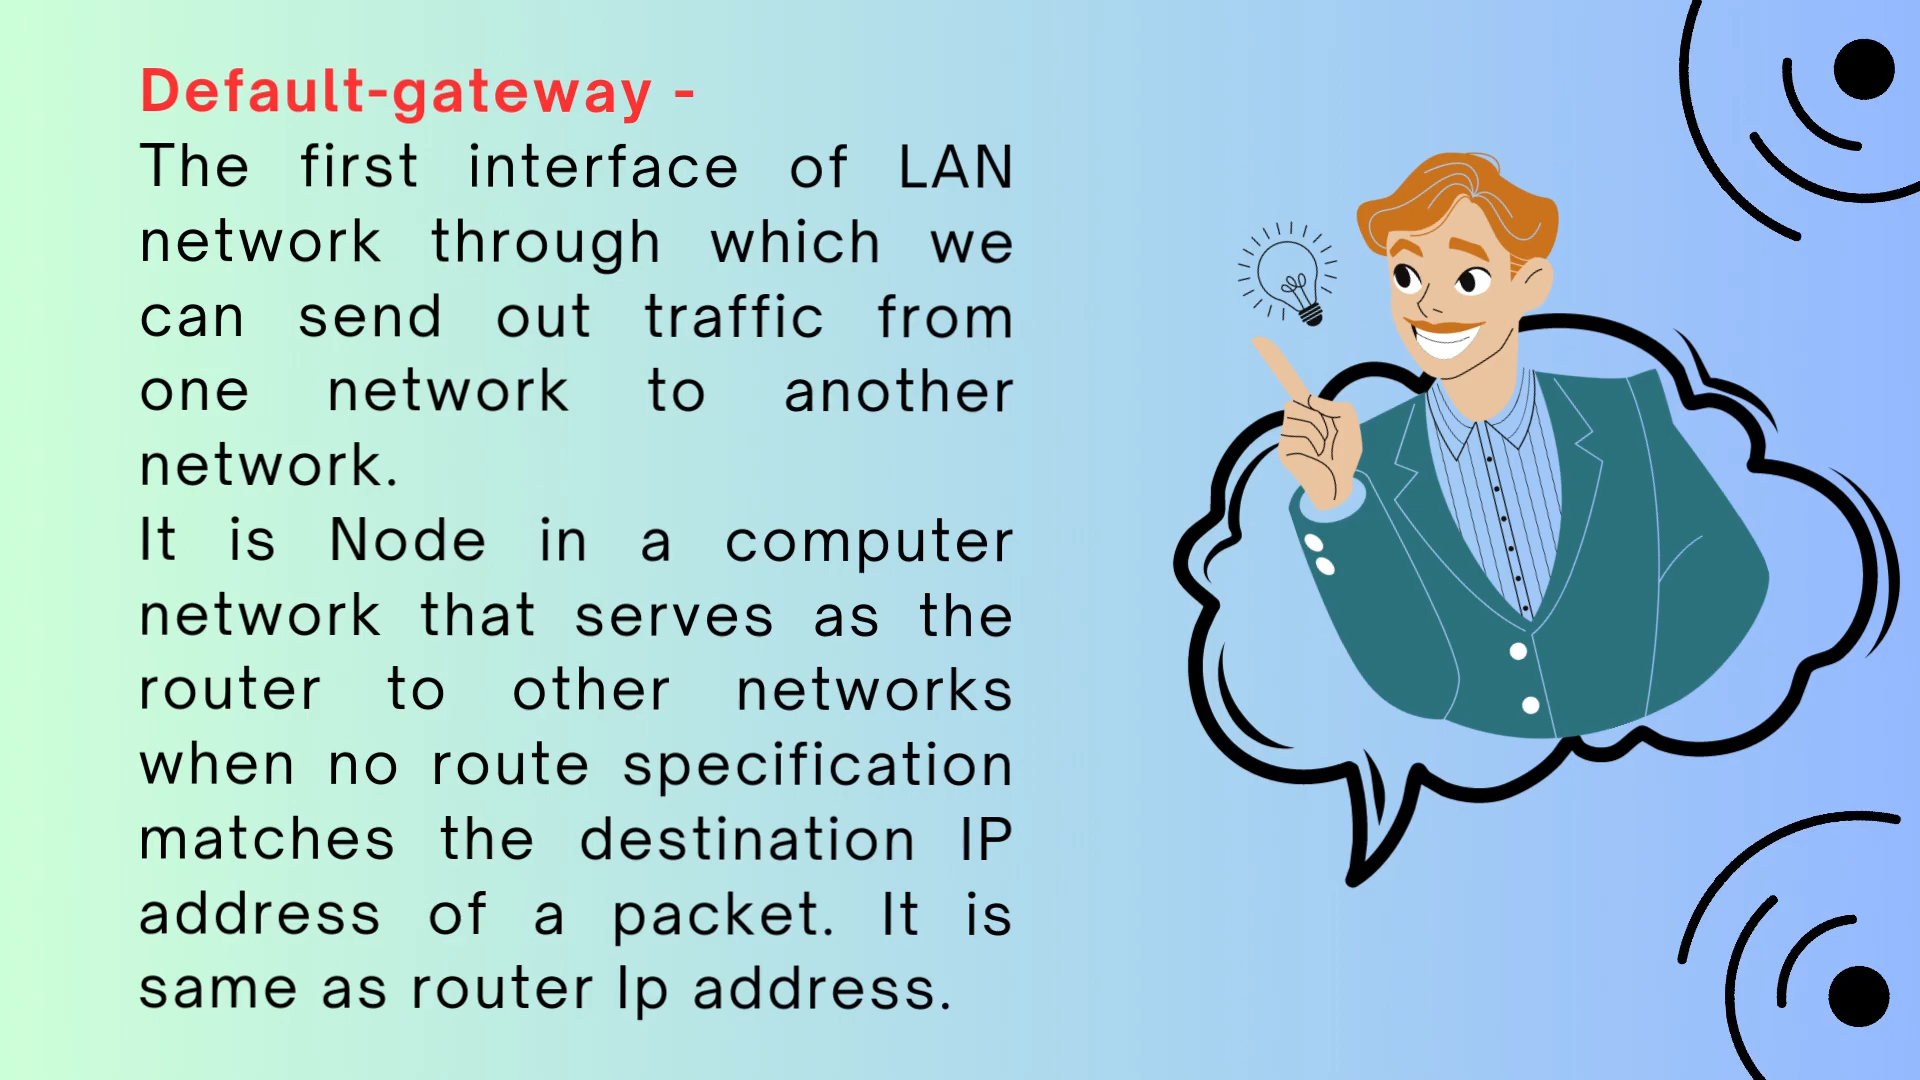 Default-gateway -
The first interface of LAN
network through which we
can send out traffic from
one network to another
network.
It is Node in a computer
network that serves as the
router to other networks
when no route specification
matches the destination IP
address of a packet. It is
same as router Ip address.